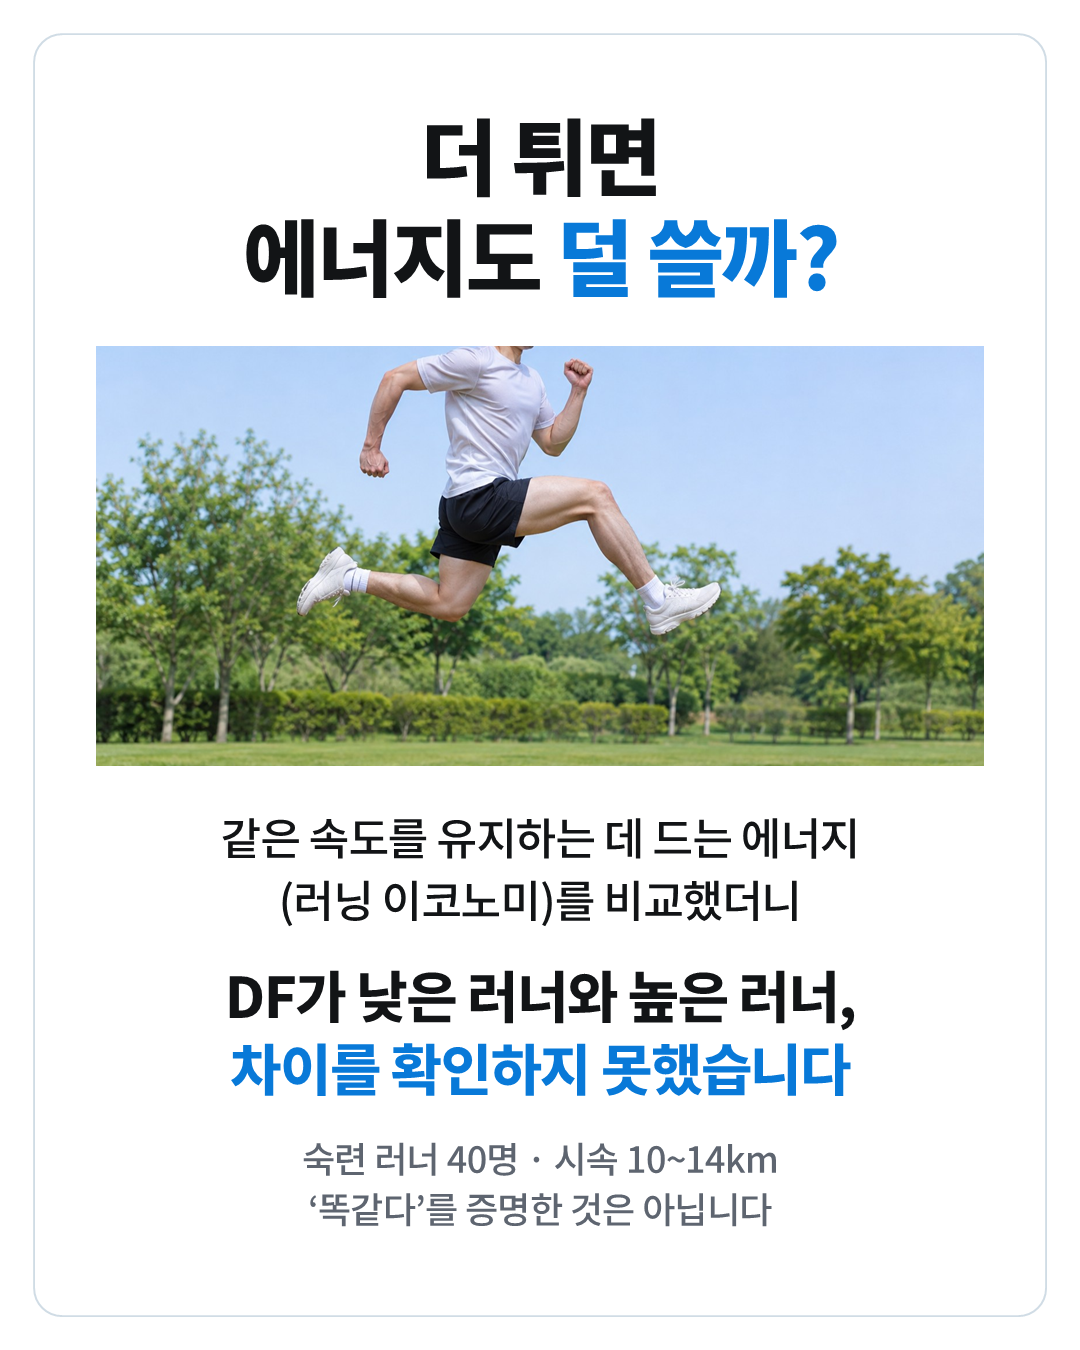 더 튀면
에너지도 덜 쓸까?
같은 속도를 유지하는 데 드는 에너지
(러닝 이코노미)를 비교했더니
DF가 낮은 러너와 높은 러너,
차이를 확인하지 못했습니다
숙련 러너 40명 · 시속 10~14km
‘똑같다’를 증명한 것은 아닙니다